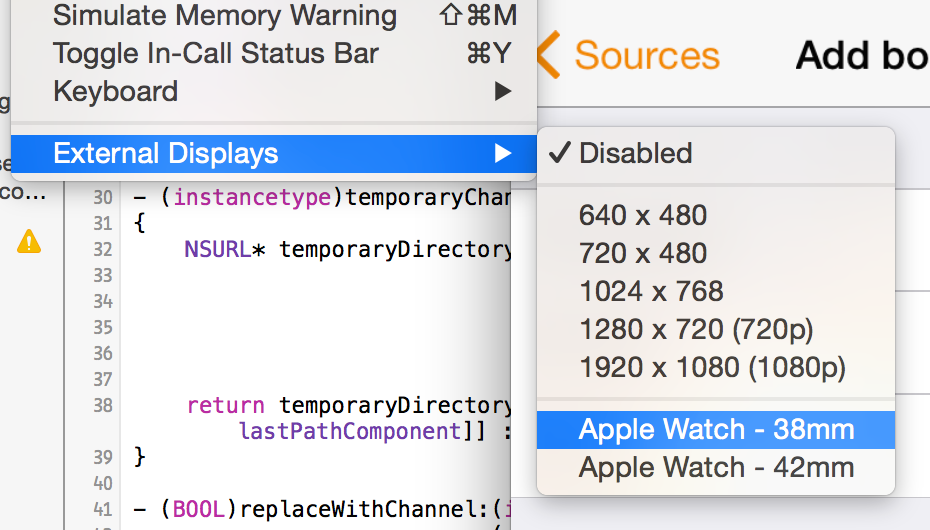 Simulate Memory Warning ⇧⌘M
Toggle In-Call Status Bar ⌘Y
Keyboard ▶
External Displays ▶
Sources
Add bo
✓ Disabled
640 x 480
720 x 480
1024 x 768
1280 x 720 (720p)
1920 x 1080 (1080p)
Apple Watch - 38mm
Apple Watch - 42mm
co...
30 - (instancetype)temporaryChan
31 {
32 NSURL* temporaryDirectory
33
34
35
36
37
38 return temporaryDirectory
lastPathComponent]] :
39 }
40
41 - (BOOL)replaceWithChannel:(i